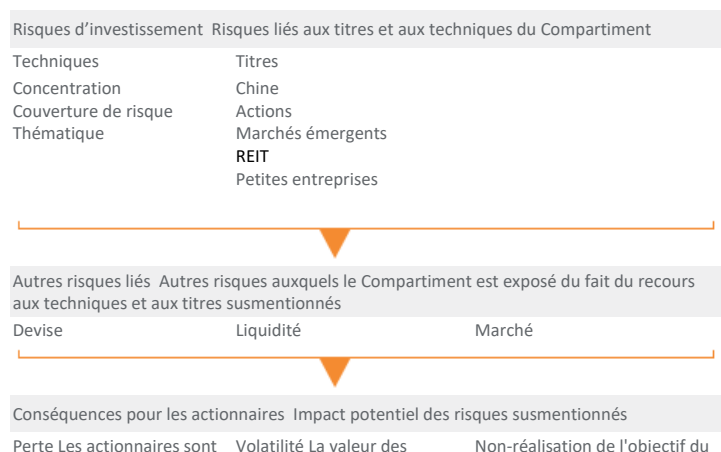 Risques d’investissement Risques liés aux titres et aux techniques du Compartiment
Techniques Titres
Concentration Chine
Couverture de risque Actions
Thématique Marchés émergents
REIT
Petites entreprises
Autres risques liés Autres risques auxquels le Compartiment est exposé du fait du recours
aux techniques et aux titres susmentionnés
Devise Liquidité Marché
Conséquences pour les actionnaires Impact potentiel des risques susmentionnés
Perte Les actionnaires sont Volatilité La valeur des Non-réalisation de l'objectif du